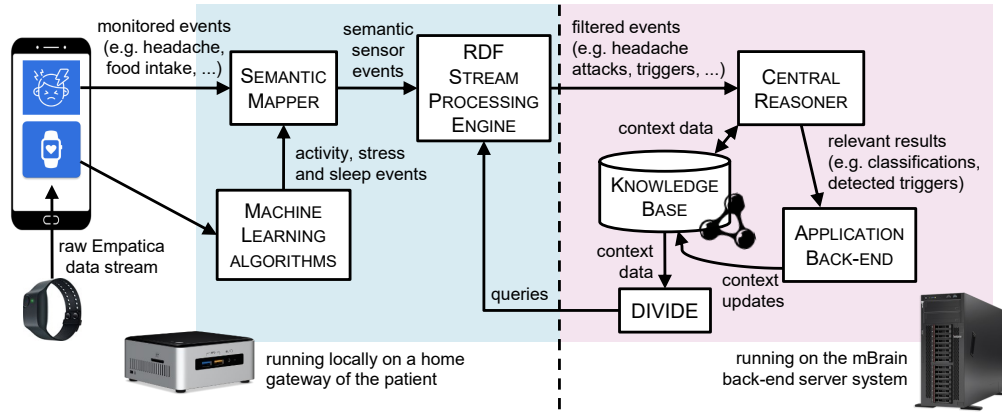 monitored events
(e.g. headache,
food intake, ...)
SEMANTIC
MAPPER
semantic
sensor
events
RDF
STREAM
PROCESSING
ENGINE
filtered events
(e.g. headache
attacks, triggers, ...)
CENTRAL
REASONER
context data
relevant results
(e.g. classifications,
detected triggers)
activity, stress
and sleep events
KNOWLEDGE
BASE
MACHINE
LEARNING
ALGORITHMS
APPLICATION
BACK-END
raw Empatica
data stream
context
data
context
updates
queries
DIVIDE
running locally on a home
gateway of the patient
running on the mBrain
back-end server system